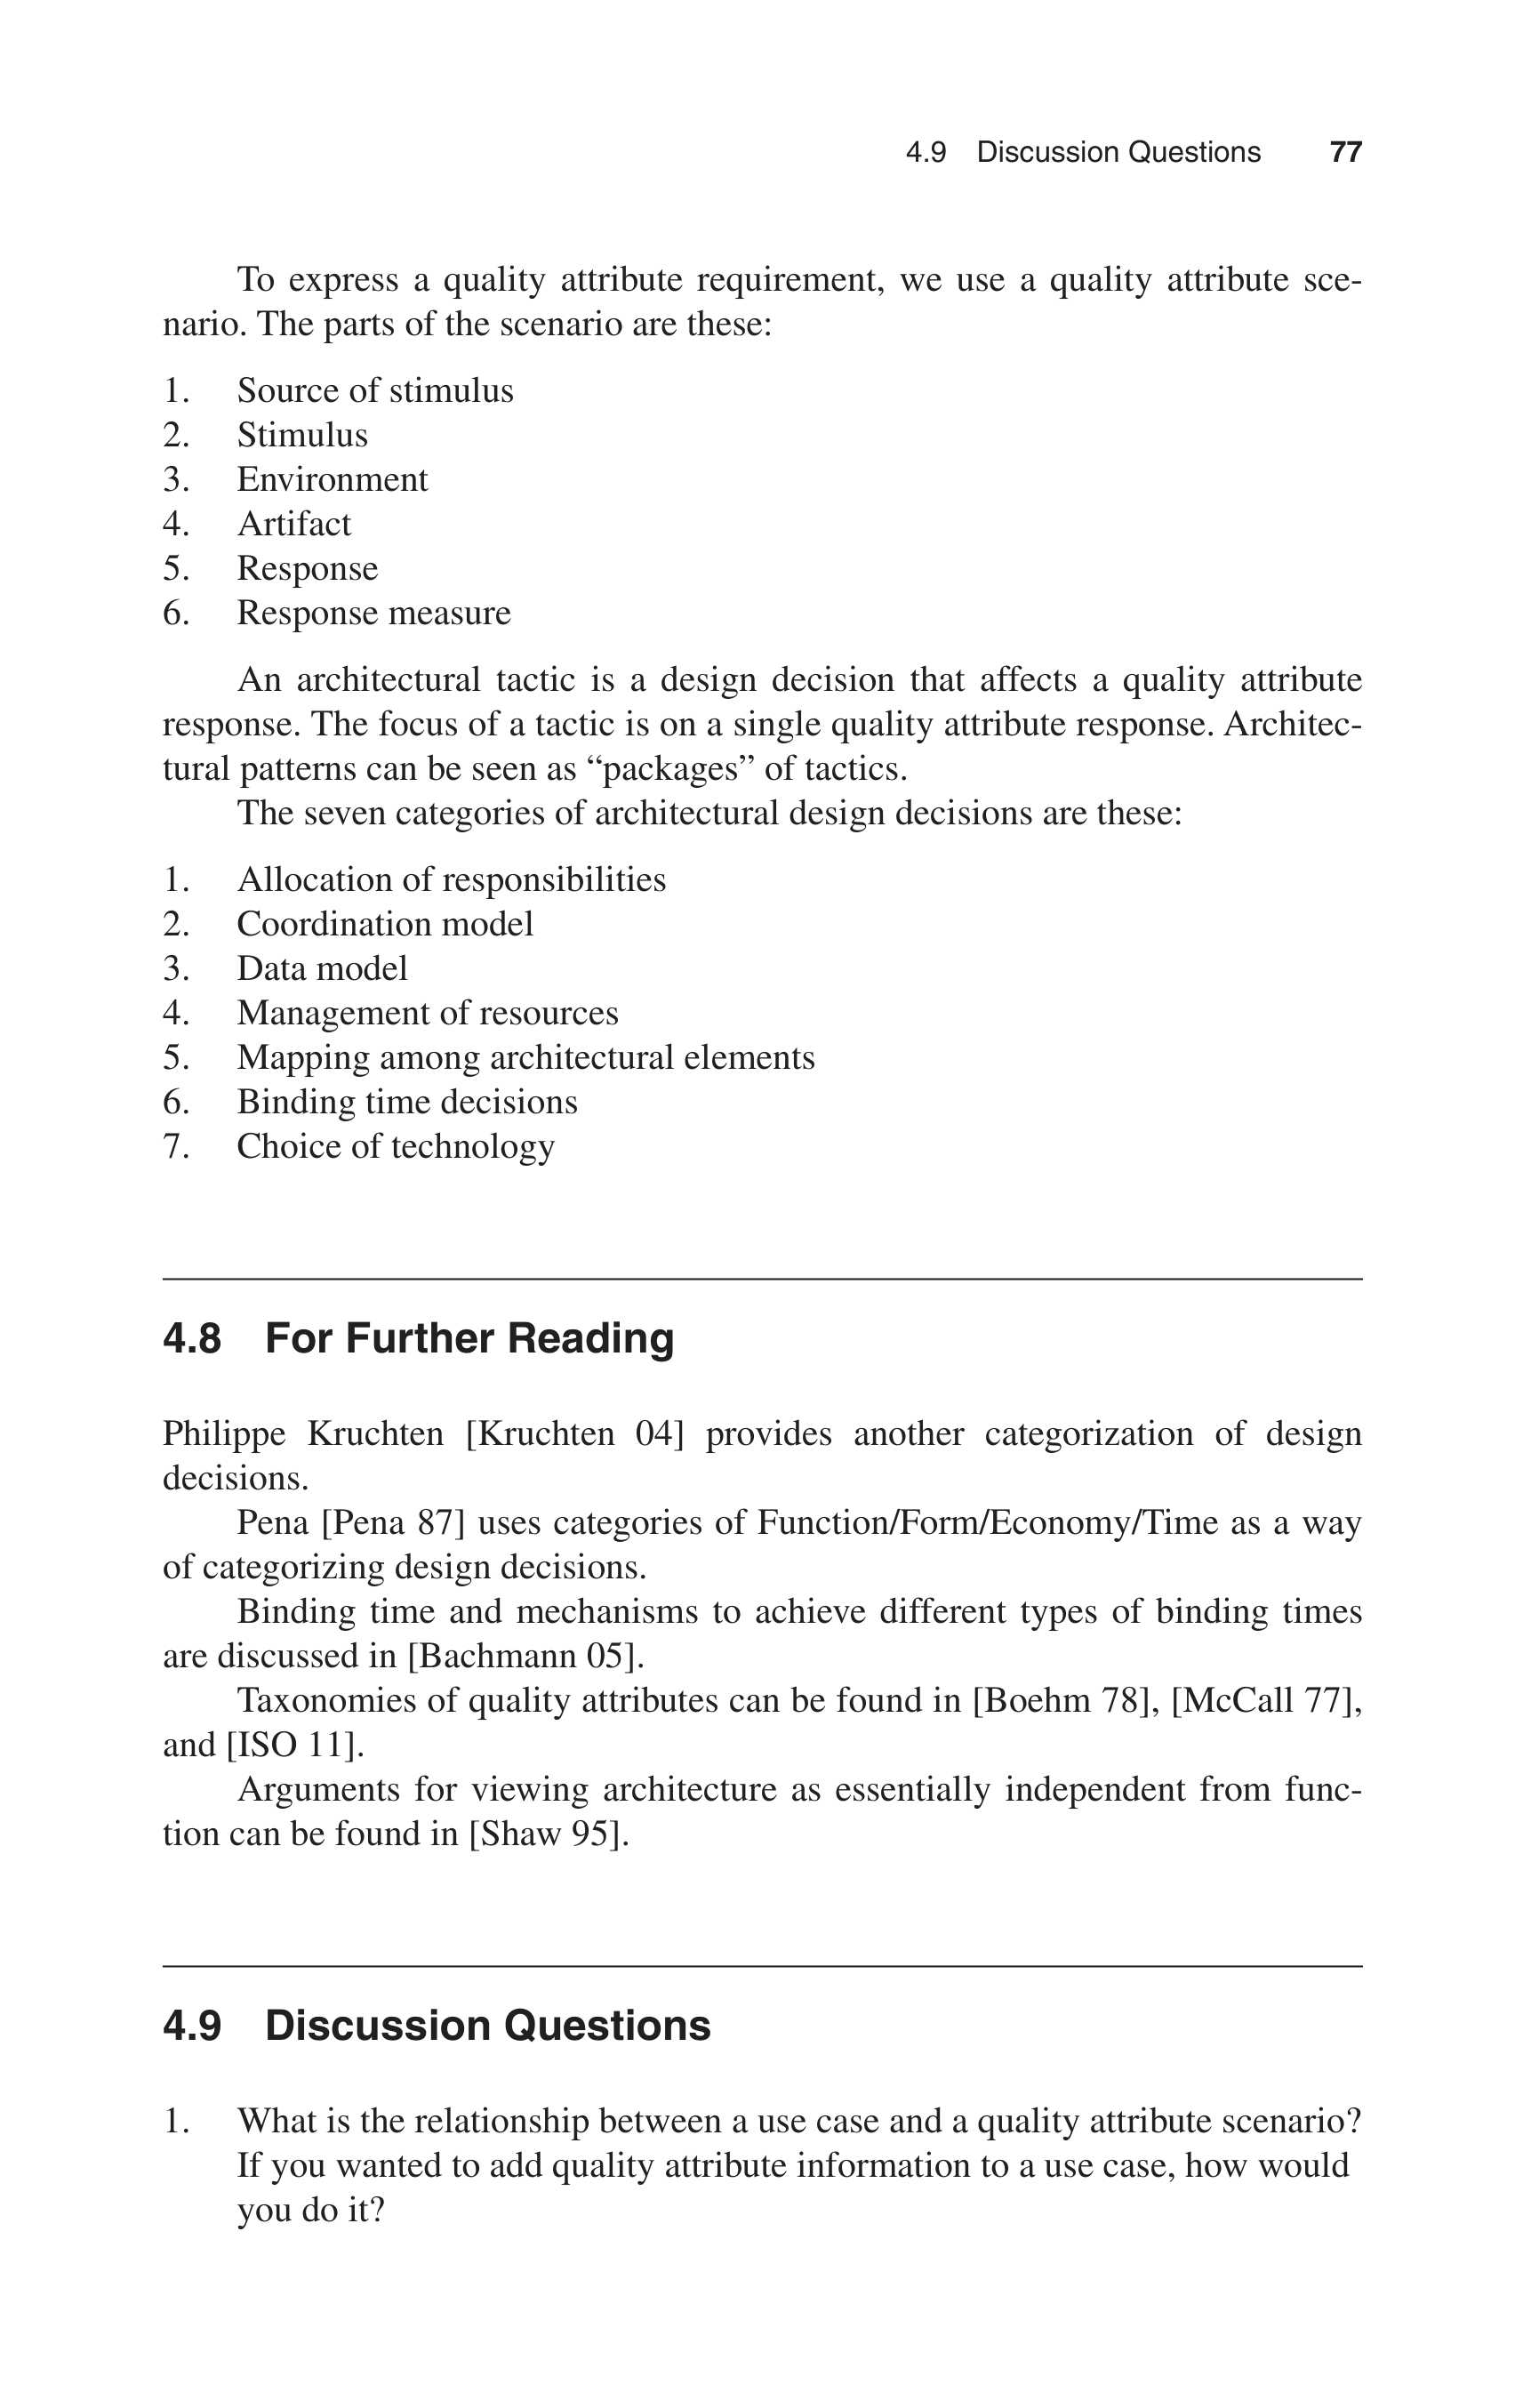 4.9 Discussion Questions 77
To express a quality attribute requirement, we use a quality attribute sce-
nario. The parts of the scenario are these:
1. Source of stimulus
2. Stimulus
3. Environment
4. Artifact
5. Response
6. Response measure
An architectural tactic is a design decision that affects a quality attribute
response. The focus of a tactic is on a single quality attribute response. Architec-
tural patterns can be seen as “packages” of tactics.
The seven categories of architectural design decisions are these:
1. Allocation of responsibilities
2. Coordination model
3. Data model
4. Management of resources
5. Mapping among architectural elements
6. Binding time decisions
7. Choice of technology
4.8 For Further Reading
Philippe Kruchten [Kruchten 04] provides another categorization of design
decisions.
Pena [Pena 87] uses categories of Function/Form/Economy/Time as a way
of categorizing design decisions.
Binding time and mechanisms to achieve different types of binding times
are discussed in [Bachmann 05].
Taxonomies of quality attributes can be found in [Boehm 78], [McCall 77],
and [ISO 11].
Arguments for viewing architecture as essentially independent from func-
tion can be found in [Shaw 95].
4.9 Discussion Questions
1. What is the relationship between a use case and a quality attribute scenario?
If you wanted to add quality attribute information to a use case, how would
you do it?